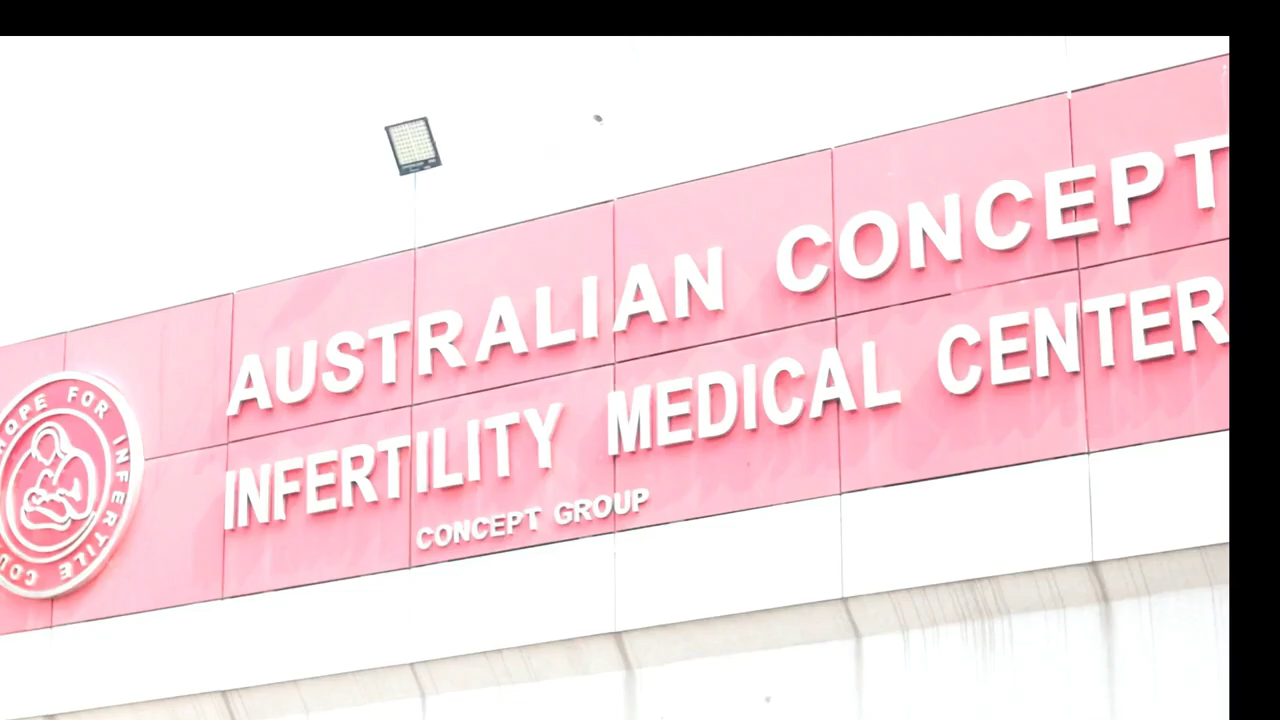 AUSTRALIAN CONCEPT
INFERTILITY MEDICAL CENTER
CONCEPT GROUP
HOPE FOR INFERTILE